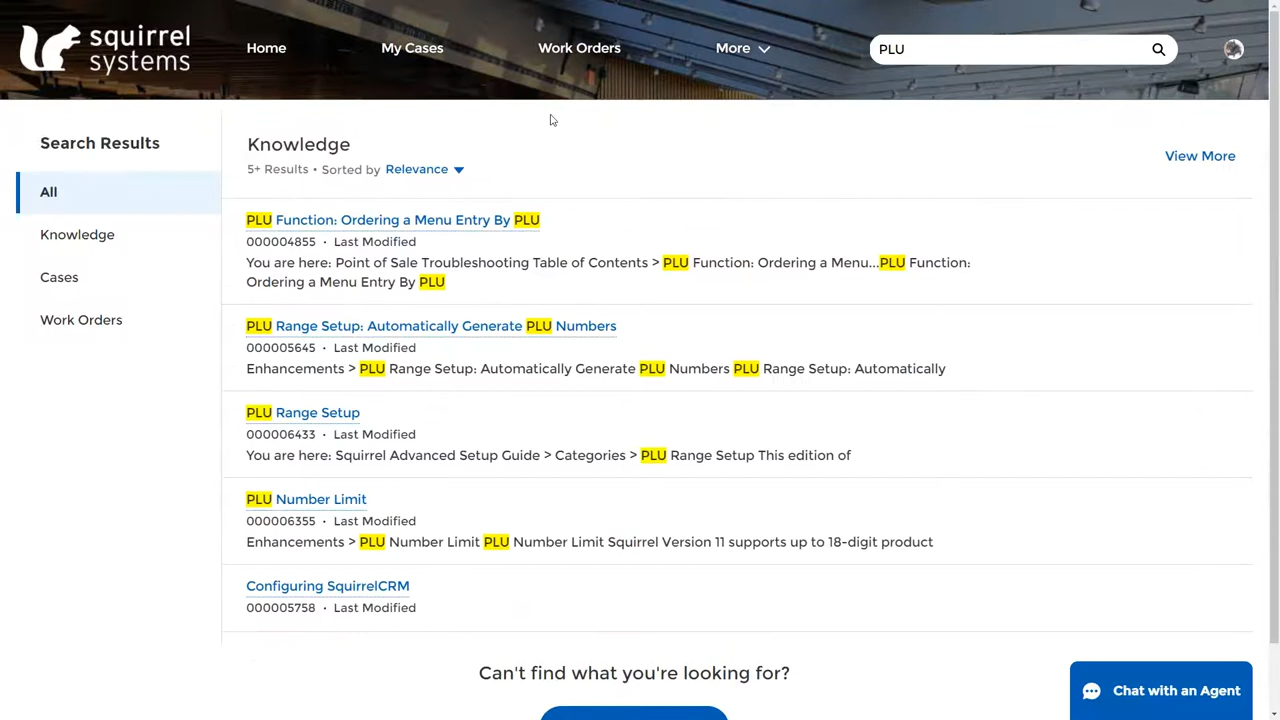 squirrel
systems
Home
My Cases
Work Orders
More
PLU
Search Results
All
Knowledge
Cases
Work Orders
Knowledge
5+ Results • Sorted by Relevance
View More
PLU Function: Ordering a Menu Entry By PLU
000004855 • Last Modified
You are here: Point of Sale Troubleshooting Table of Contents > PLU Function: Ordering a Menu...PLU Function:
Ordering a Menu Entry By PLU
PLU Range Setup: Automatically Generate PLU Numbers
000005645 • Last Modified
Enhancements > PLU Range Setup: Automatically Generate PLU Numbers PLU Range Setup: Automatically
PLU Range Setup
000006433 • Last Modified
You are here: Squirrel Advanced Setup Guide > Categories > PLU Range Setup This edition of
PLU Number Limit
000006355 • Last Modified
Enhancements > PLU Number Limit PLU Number Limit Squirrel Version 11 supports up to 18-digit product
Configuring SquirrelCRM
000005758 • Last Modified
Can't find what you're looking for?
Chat with an Agent